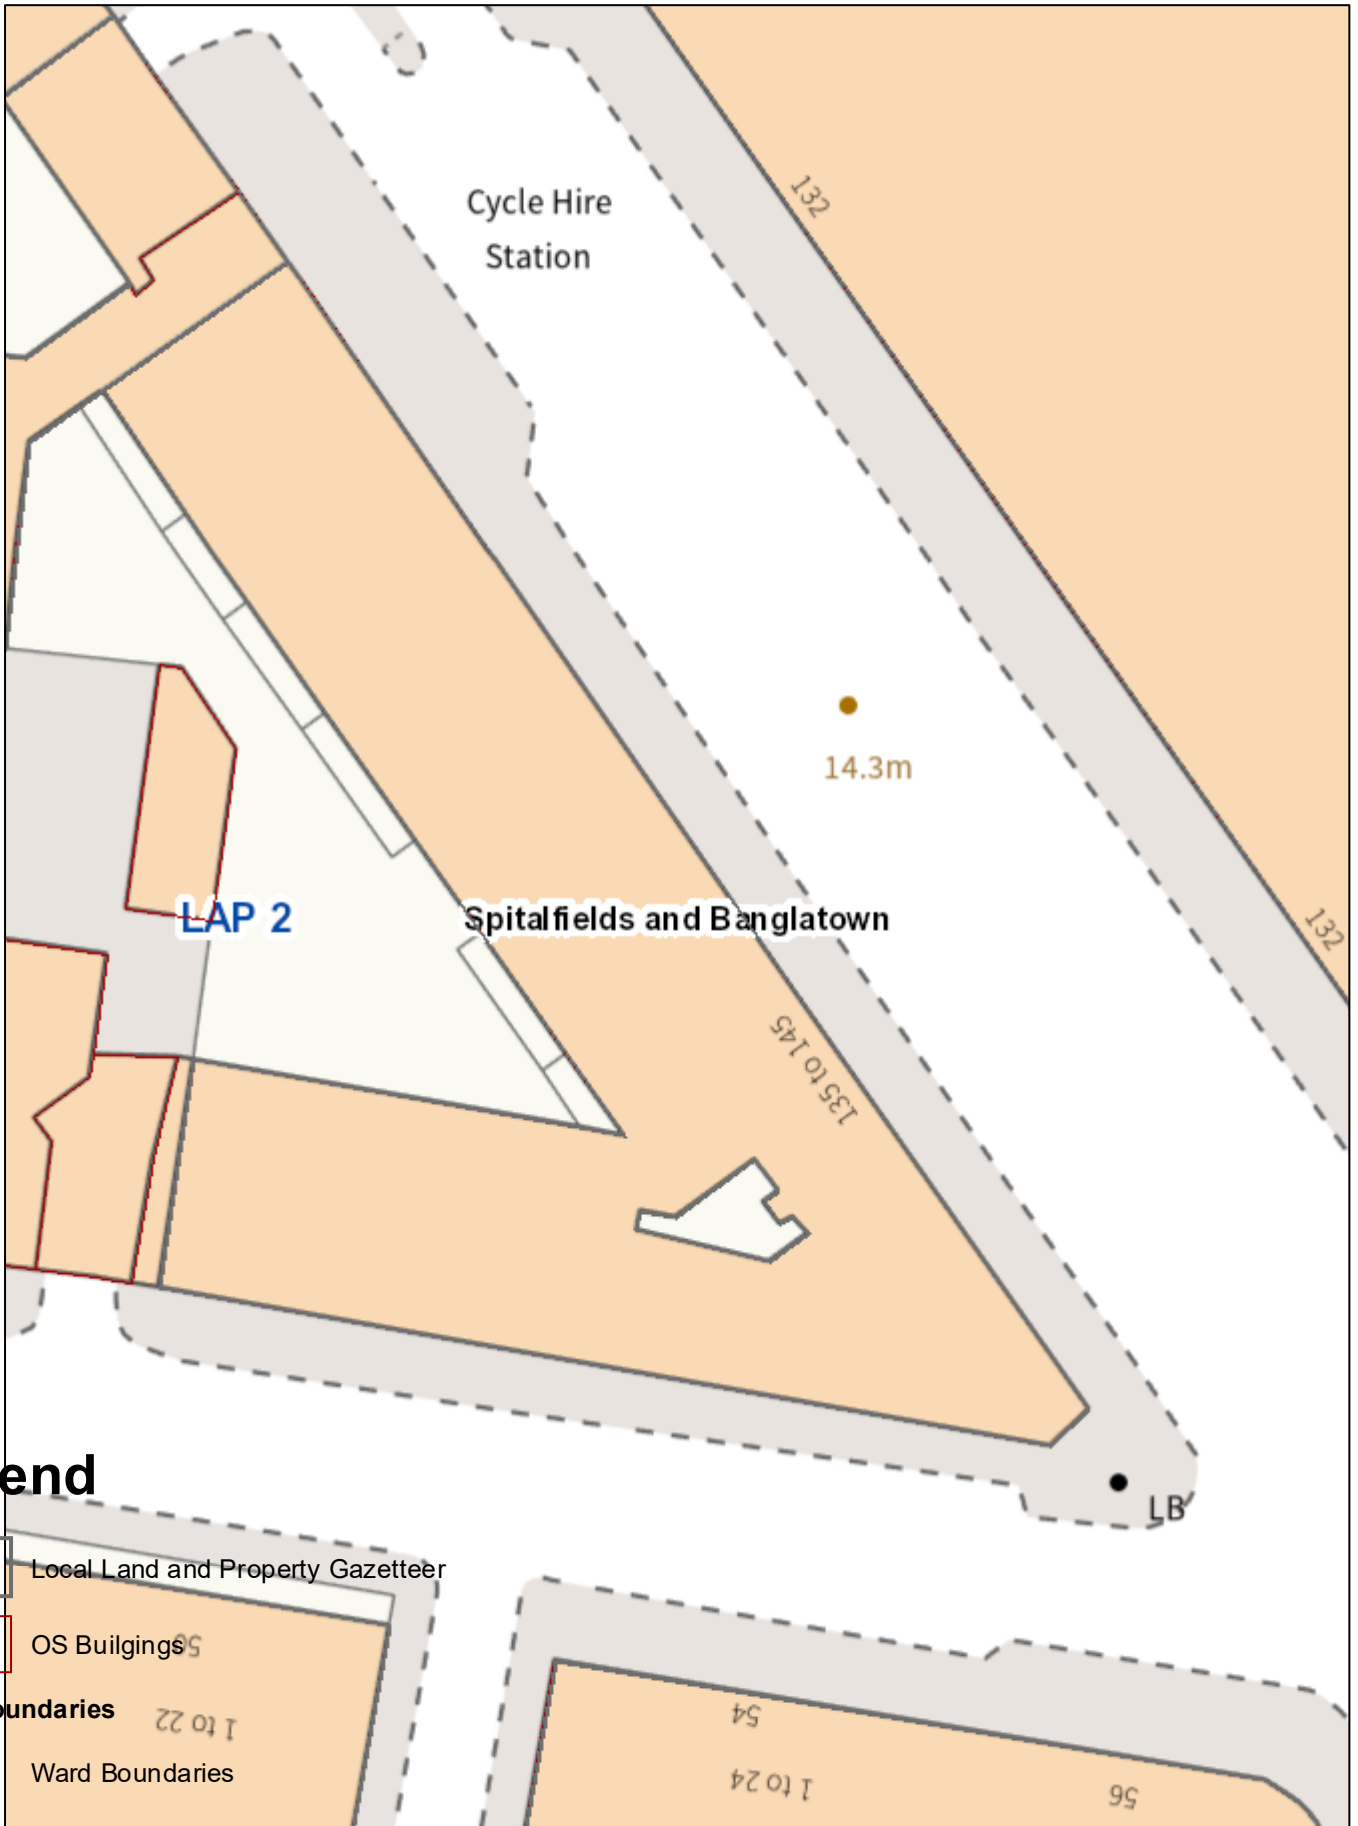 132
Cycle Hire
Station
14.3m
132
LAP 2
Spitalfields and Banglatown
135 to 145
end
LB
Local Land and Property Gazetteer
OS Builgings
50
oundaries
1 to 22
54
Ward Boundaries
1 to 24
56